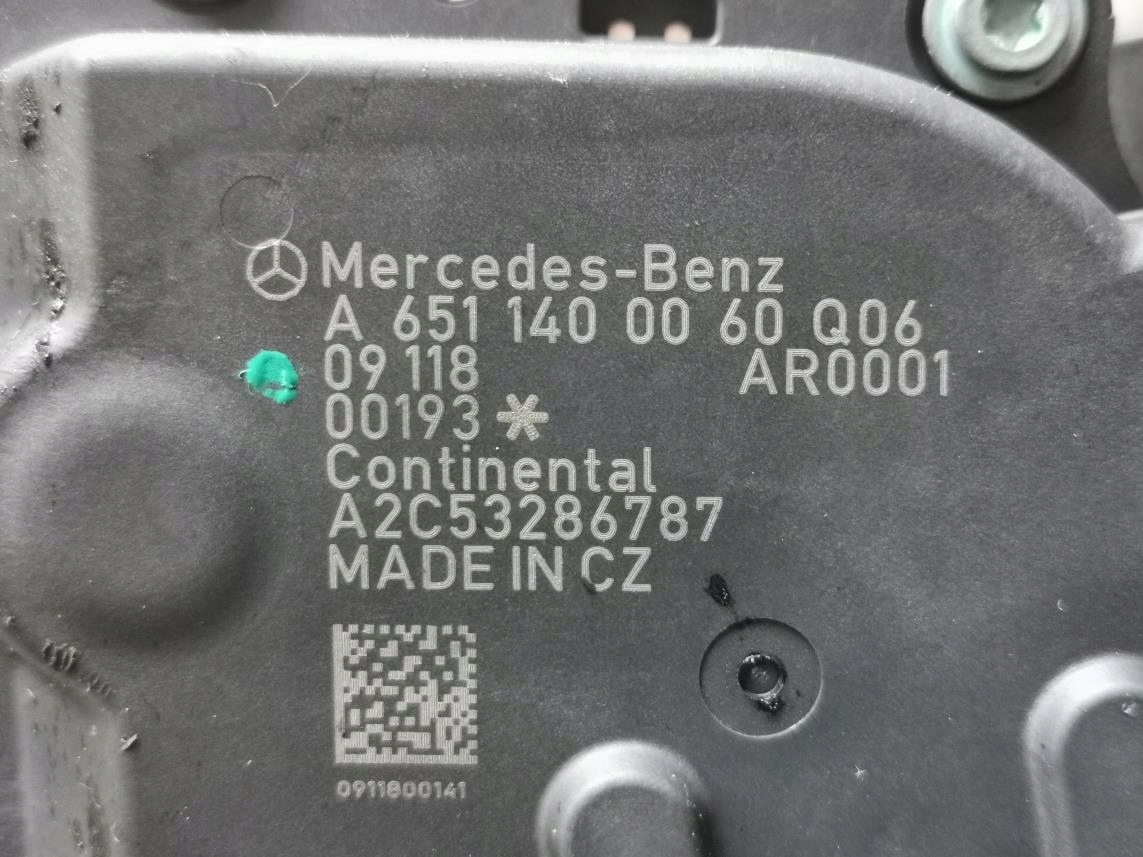 Mercedes-Benz
A 651 140 00 60 Q06
09 118 AR0001
00193 *
Continental
A2C53286787
MADE IN CZ
0911800141